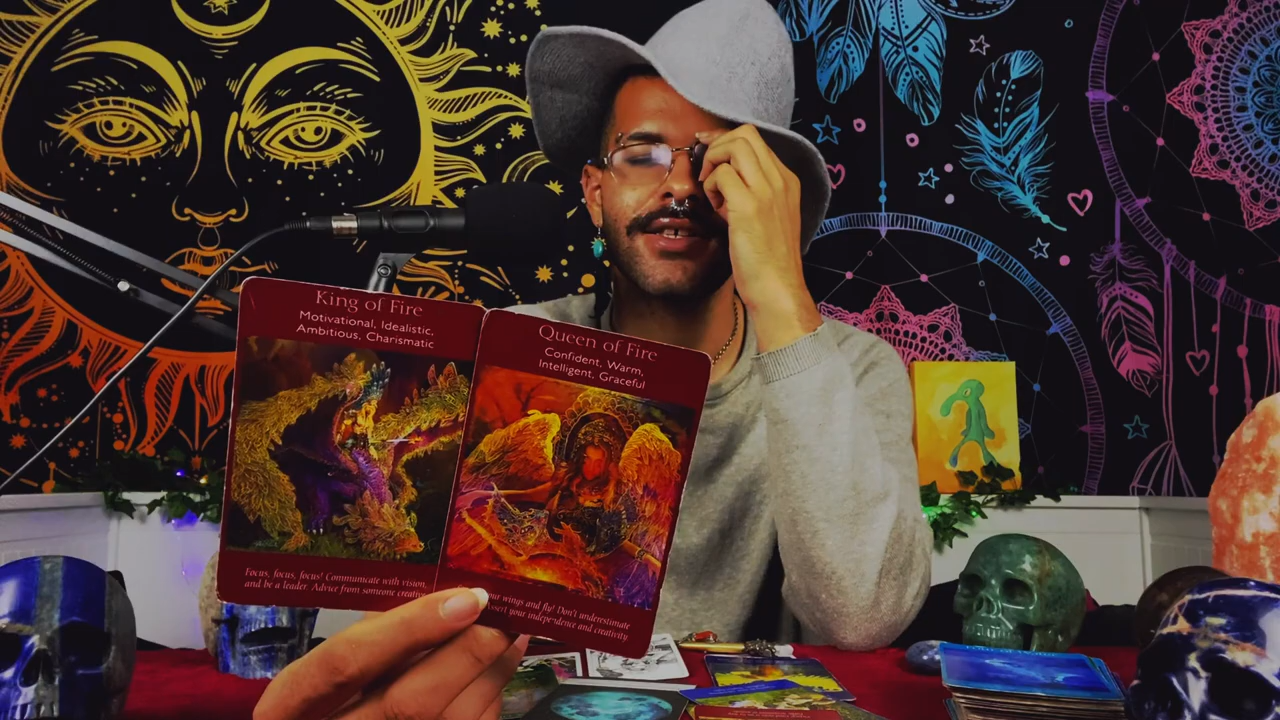 King of Fire
Motivational, Idealistic,
Ambitious, Charismatic
Focus, focus, focus! Communicate with vision,
and be a leader. Advice from someone
Queen of Fire
Confident, Warm,
Intelligent, Graceful
wings and fly! Don't underestimate
Assert your independence and creativity